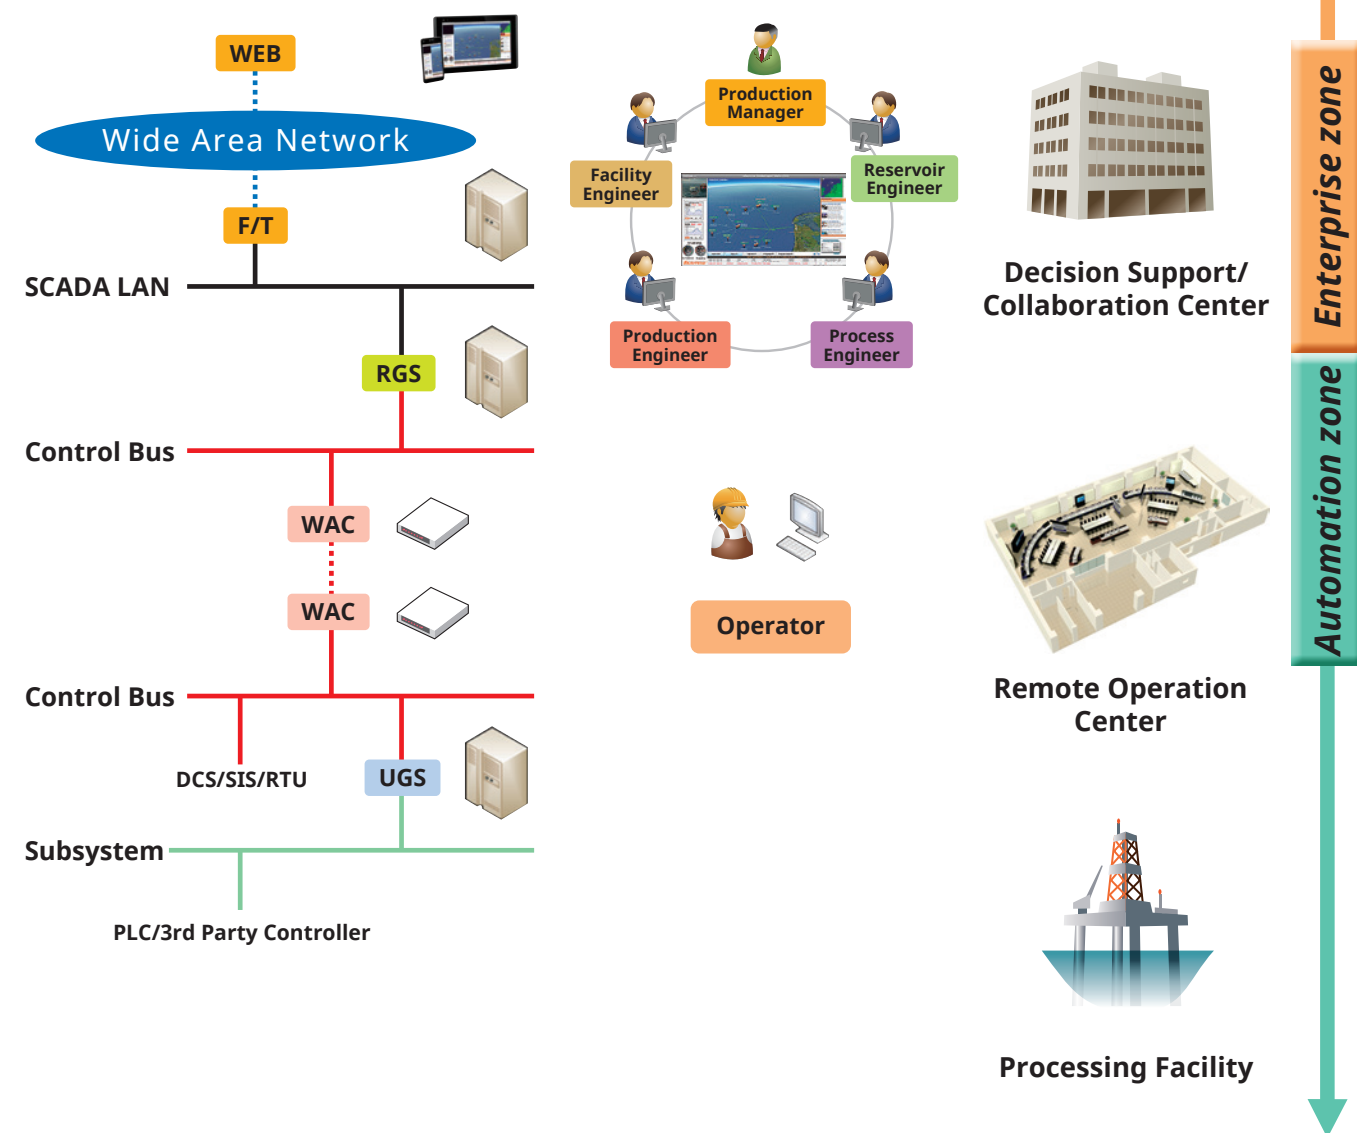 WEB
Wide Area Network
F/T
SCADA LAN
RGS
Control Bus
WAC
WAC
Control Bus
DCS/SIS/RTU
UGS
Subsystem
PLC/3rd Party Controller
Production
Manager
Facility
Engineer
Reservoir
Engineer
Production
Engineer
Process
Engineer
Operator
Decision Support/
Collaboration Center
Remote Operation
Center
Processing Facility
Enterprise zone
Automation zone